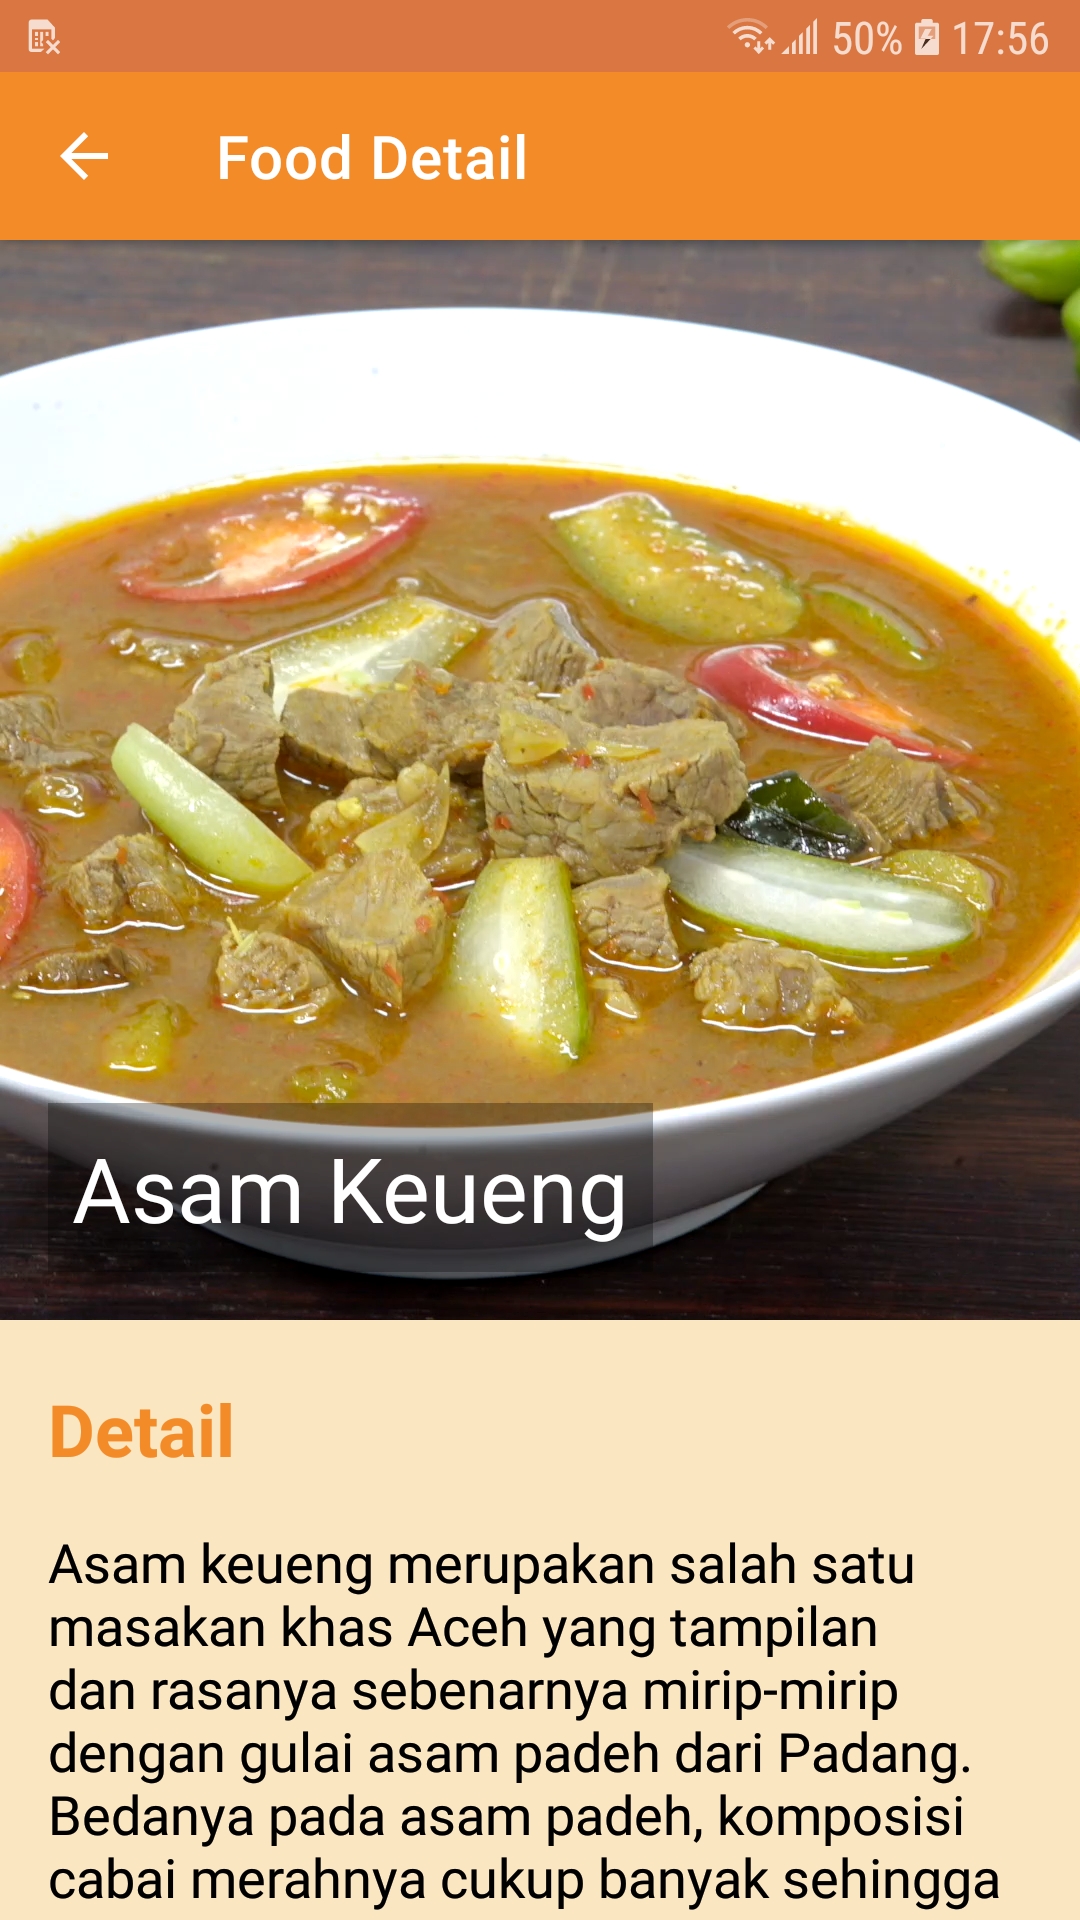 50% 17:56
Food Detail
Asam Keueng
Detail
Asam keueng merupakan salah satu
masakan khas Aceh yang tampilan
dan rasanya sebenarnya mirip-mirip
dengan gulai asam padeh dari Padang.
Bedanya pada asam padeh, komposisi
cabai merahnya cukup banyak sehingga